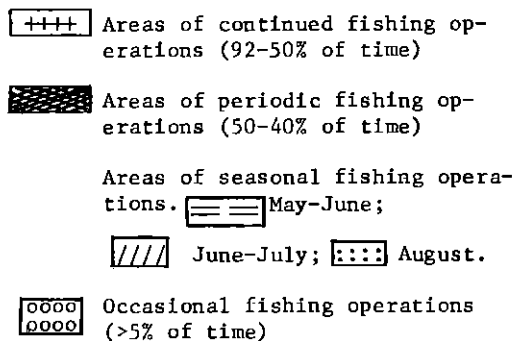 Areas of continued fishing op-
erations (92-50% of time)
Areas of periodic fishing op-
erations (50-40% of time)
Areas of seasonal fishing opera-
tions. May-June;
June-July; August.
Occasional fishing operations
(>5% of time)